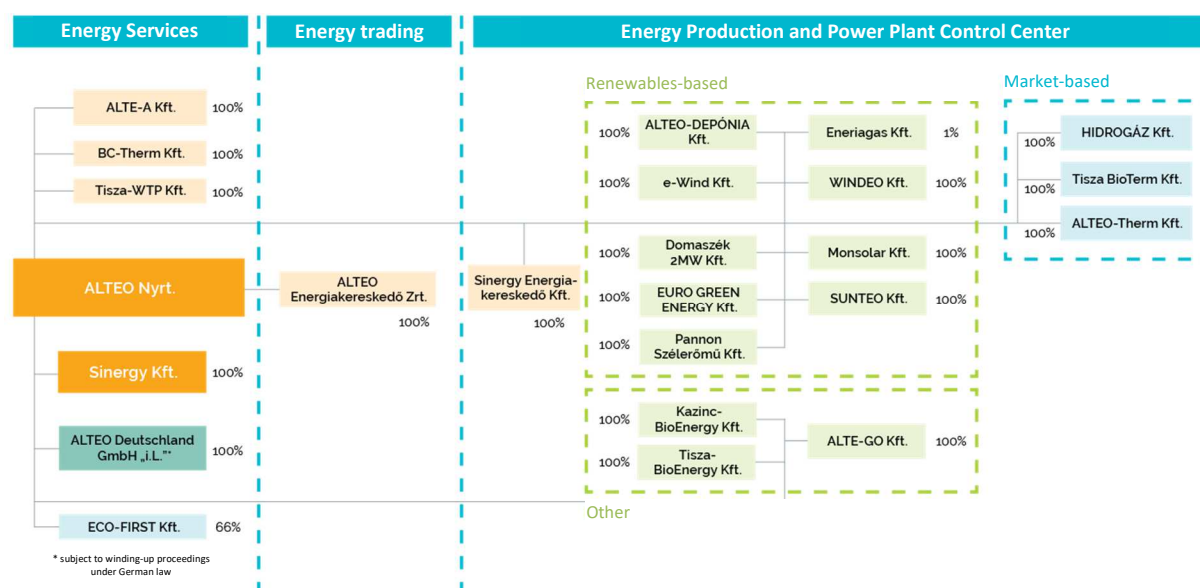 Energy Services
Energy trading
Energy Production and Power Plant Control Center
ALTE-A Kft. 100%
BC-Therm Kft. 100%
Tisza-WTP Kft. 100%
ALTEO Nyrt.
Sinergy Kft. 100%
ALTEO Deutschland
GmbH „i.L.”*
100%
ECO-FIRST Kft. 66%
* subject to winding-up proceedings
under German law
ALTEO
Energiakereskedő Zrt.
100%
Sinergy Energia-
kereskedő Kft.
100%
Renewables-based
100% ALTEO-DEPÓNIA
Kft.
Eneriagas Kft. 1%
100% e-Wind Kft.
WINDEO Kft. 100%
100% Domaszék
2MW Kft.
Monsolar Kft. 100%
100% EURO GREEN
ENERGY Kft.
SUNTEO Kft. 100%
100% Pannon
Szélerőmű Kft.
100% Kazinc-
BioEnergy Kft.
ALTE-GO Kft. 100%
100% Tisza-
BioEnergy Kft.
Other
Market-based
100% HIDROGÁZ Kft.
100% Tisza BioTerm Kft.
100% ALTEO-Therm Kft.